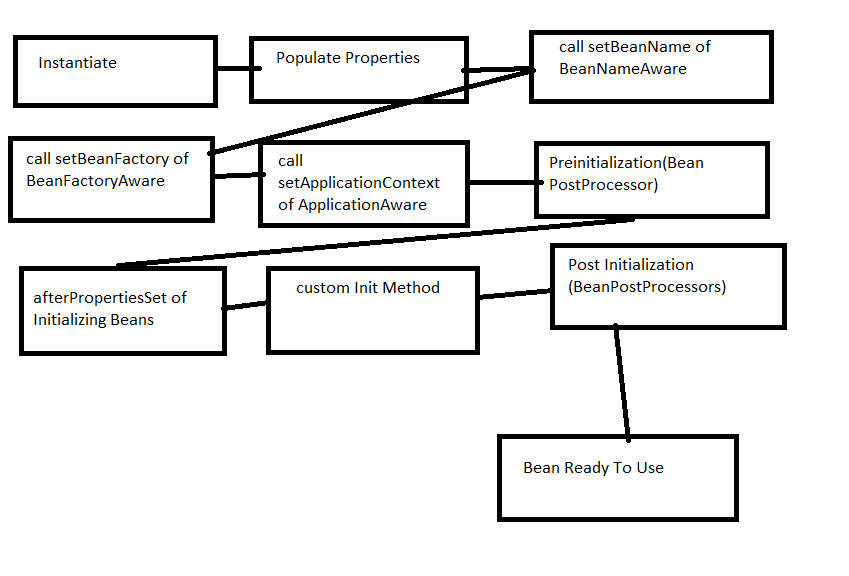 Instantiate
Populate Properties
call setBeanName of
BeanNameAware
call setBeanFactory of
BeanFactoryAware
call
setApplicationContext
of ApplicationAware
Preinitialization(Bean
PostProcessor)
afterPropertiesSet of
Initializing Beans
custom Init Method
Post Initialization
(BeanPostProcessors)
Bean Ready To Use